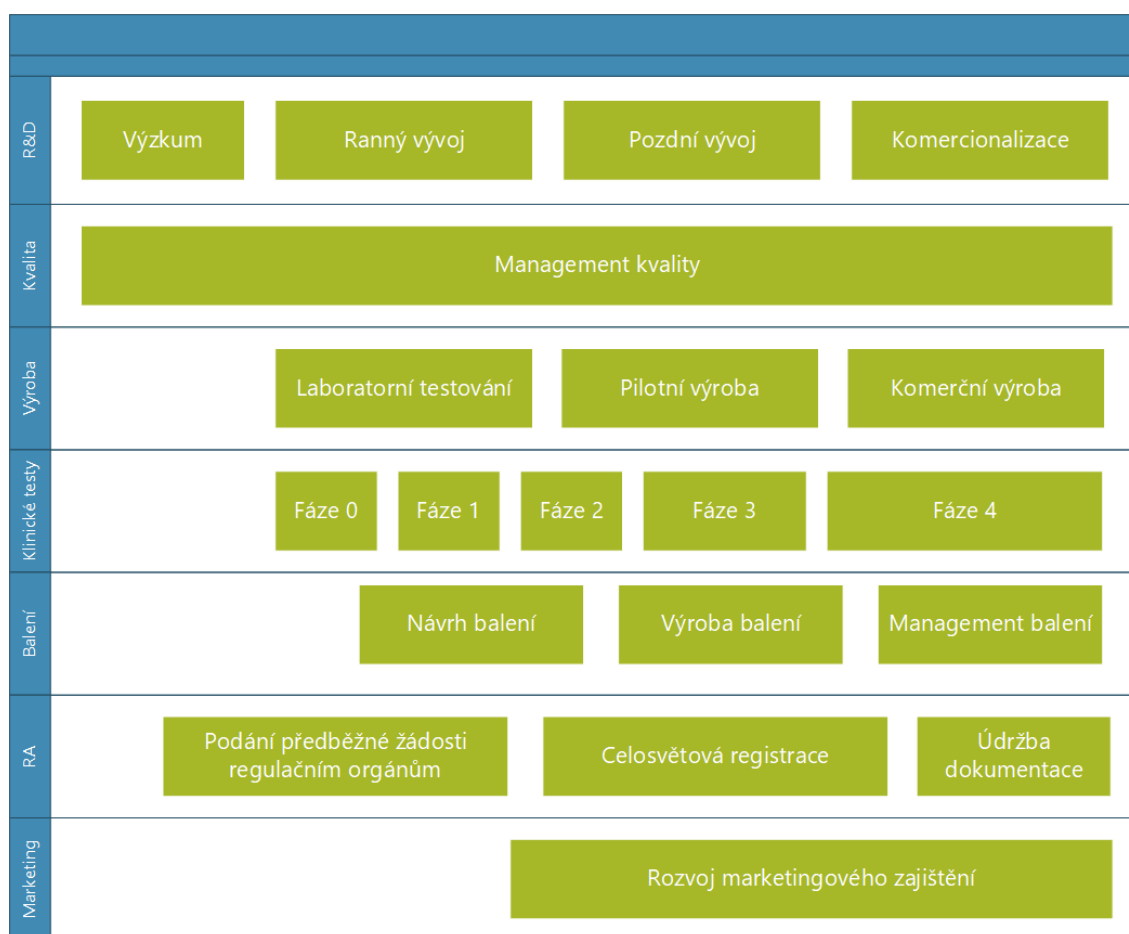 R&D
Výzkum
Ranný vývoj
Pozdní vývoj
Komercionalizace
Kvalita
Management kvality
Výroba
Laboratorní testování
Pilotní výroba
Komerční výroba
Klinické testy
Fáze 0
Fáze 1
Fáze 2
Fáze 3
Fáze 4
Balení
Návrh balení
Výroba balení
Management balení
RA
Podání předběžné žádosti
regulačním orgánům
Celosvětová registrace
Údržba
dokumentace
Marketing
Rozvoj marketingového zajištění